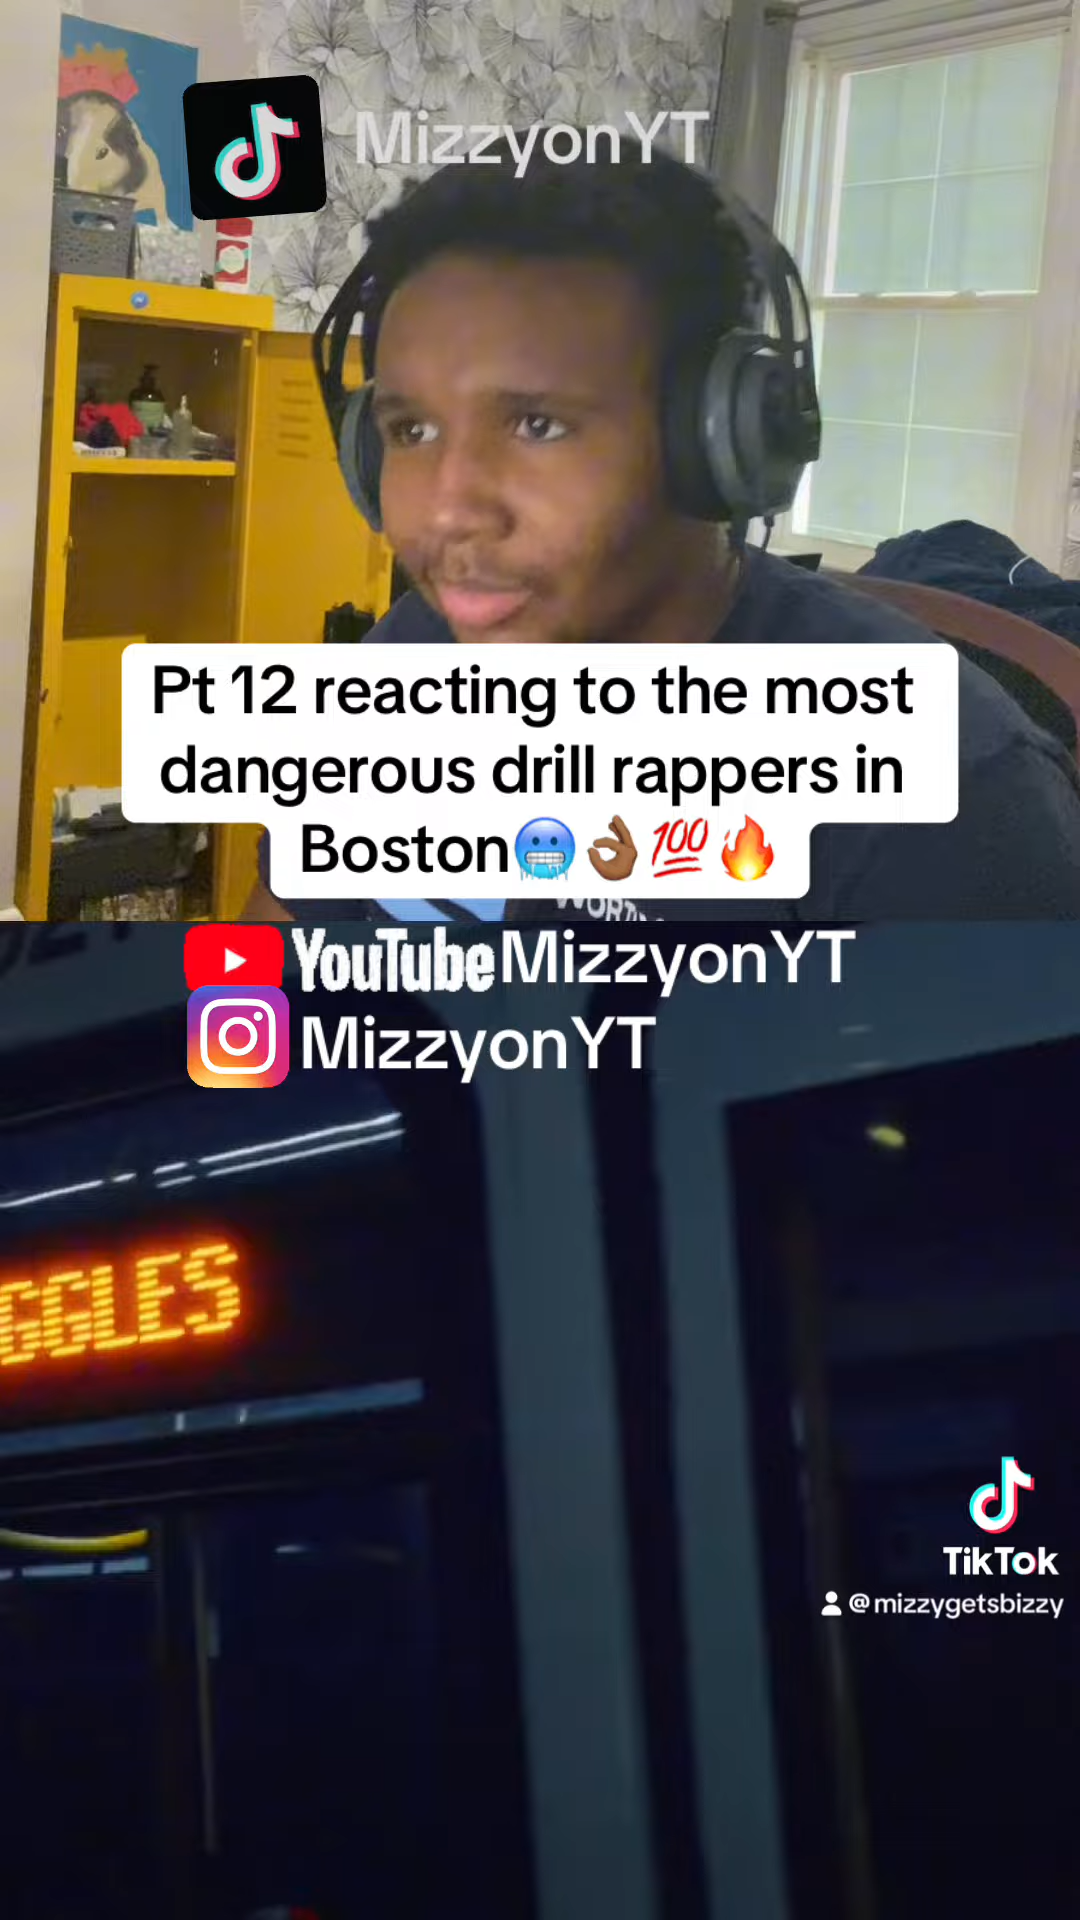 MizzyonYT
Pt 12 reacting to the most
dangerous drill rappers in
Boston🥶👌🏾💯🔥
YouTube MizzyonYT
MizzyonYT
GGLES
TikTok
@mizzygetsbizzy